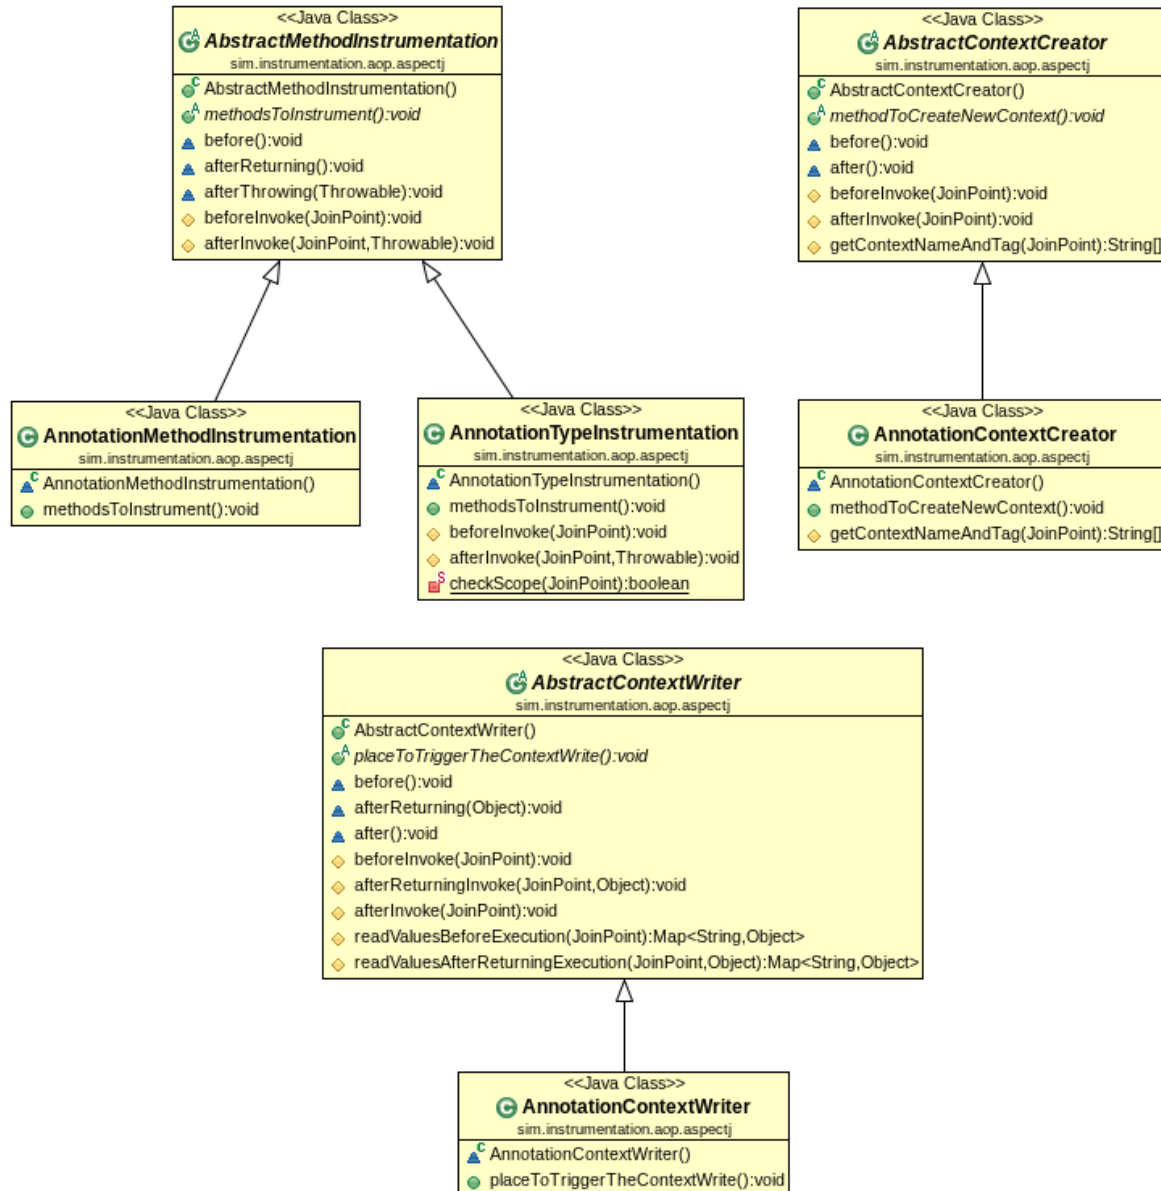 <<Java Class>>
AbstractMethodInstrumentation
sim.instrumentation.aop.aspectj
AbstractMethodInstrumentation()
methodsToInstrument():void
before():void
afterReturning():void
afterThrowing(Throwable):void
beforeInvoke(JoinPoint):void
afterInvoke(JoinPoint,Throwable):void
<<Java Class>>
AbstractContextCreator
sim.instrumentation.aop.aspectj
AbstractContextCreator()
methodToCreateNewContext():void
before():void
after():void
beforeInvoke(JoinPoint):void
afterInvoke(JoinPoint):void
getContextNameAndTag(JoinPoint):String[]
<<Java Class>>
AnnotationMethodInstrumentation
sim.instrumentation.aop.aspectj
AnnotationMethodInstrumentation()
methodsToInstrument():void
<<Java Class>>
AnnotationTypeInstrumentation
sim.instrumentation.aop.aspectj
AnnotationTypeInstrumentation()
methodsToInstrument():void
beforeInvoke(JoinPoint):void
afterInvoke(JoinPoint,Throwable):void
checkScope(JoinPoint):boolean
<<Java Class>>
AnnotationContextCreator
sim.instrumentation.aop.aspectj
AnnotationContextCreator()
methodToCreateNewContext():void
getContextNameAndTag(JoinPoint):String[]
<<Java Class>>
AbstractContextWriter
sim.instrumentation.aop.aspectj
AbstractContextWriter()
placeToTriggerTheContextWrite():void
before():void
afterReturning(Object):void
after():void
beforeInvoke(JoinPoint):void
afterReturningInvoke(JoinPoint,Object):void
afterInvoke(JoinPoint):void
readValuesBeforeExecution(JoinPoint):Map<String,Object>
readValuesAfterReturningExecution(JoinPoint,Object):Map<String,Object>
<<Java Class>>
AnnotationContextWriter
sim.instrumentation.aop.aspectj
AnnotationContextWriter()
placeToTriggerTheContextWrite():void